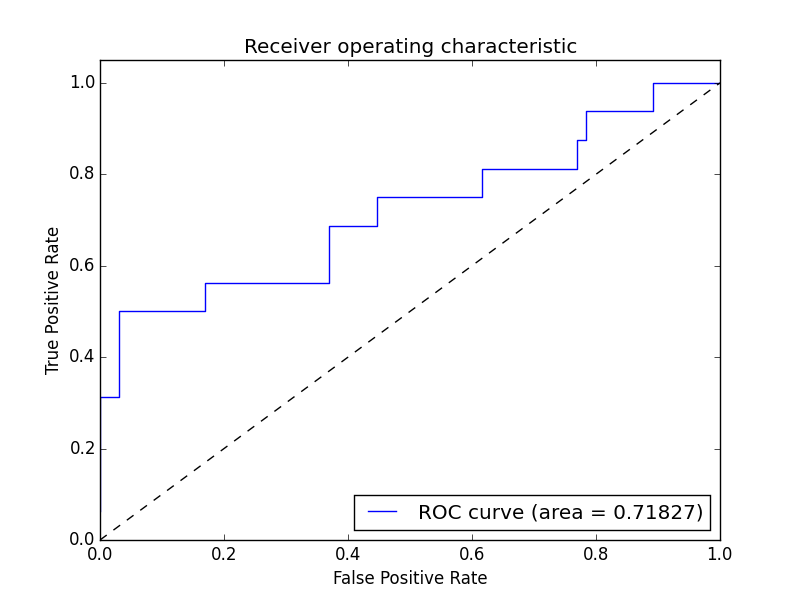 Receiver operating characteristic
True Positive Rate
1.0
0.8
0.6
0.4
0.2
0.0
ROC curve (area = 0.71827)
0.0 0.2 0.4 0.6 0.8 1.0
False Positive Rate